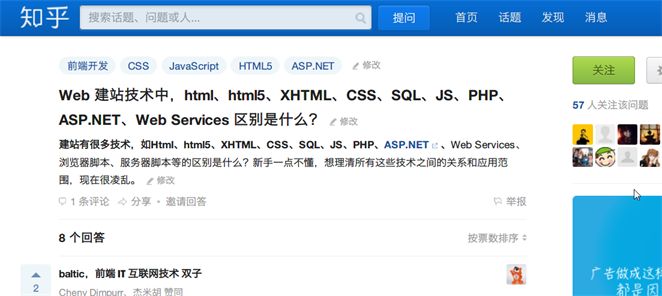 知乎 搜索话题、问题或人... 提问 首页 话题 发现 消息
前端开发 CSS JavaScript HTML5 ASP.NET 修改
关注
Web 建站技术中，html、html5、XHTML、CSS、SQL、JS、PHP、
ASP.NET、Web Services 区别是什么？ 修改
57 人关注该问题
建站有很多技术，如Html、html5、XHTML、CSS、SQL、JS、PHP、ASP.NET 、Web Services、
浏览器脚本、服务器脚本等的区别是什么？新手一点不懂，想理清所有这些技术之间的关系和应用范
围，现在很凌乱。 修改
1 条评论 分享 • 邀请回答 举报
8 个回答 按票数排序
baltic，前端 IT 互联网技术 双子
2
Cheny Dimpurr、杰米胡 赞同
广告做成这样
都是因